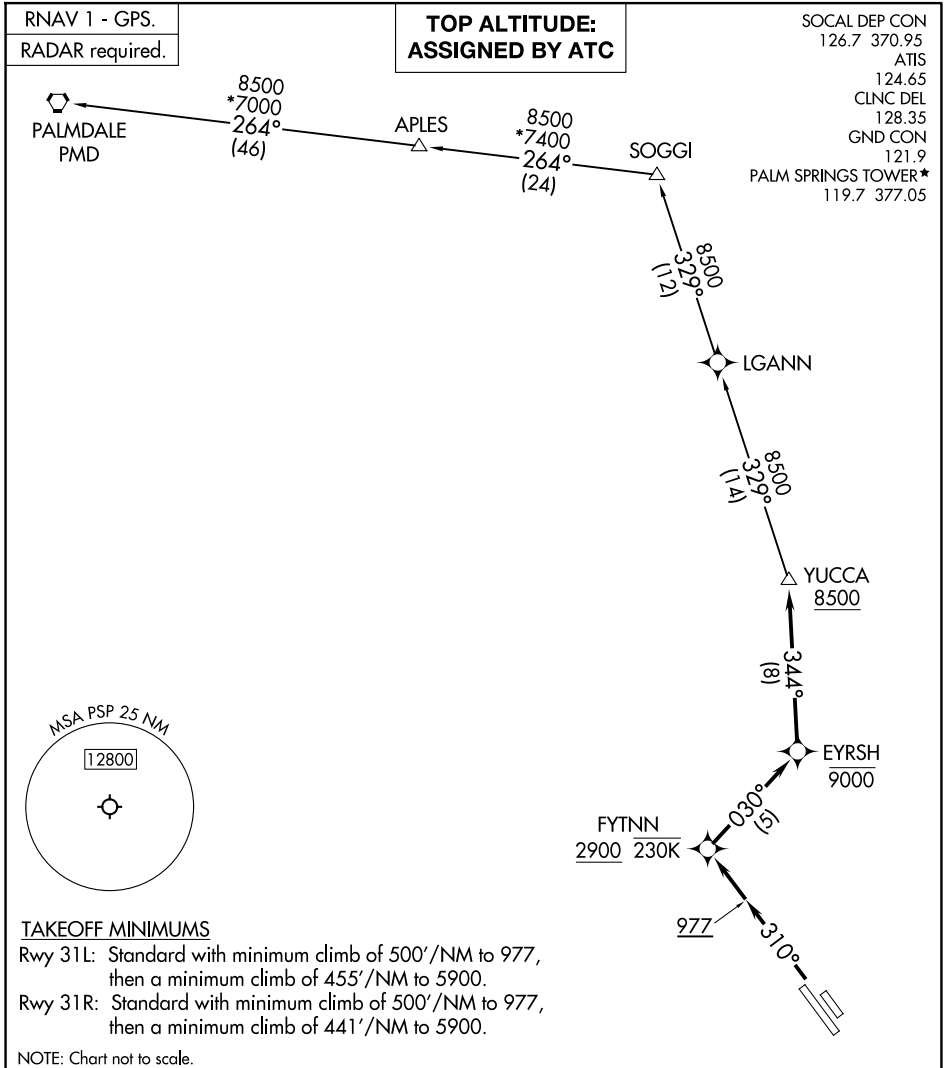 RNAV 1 - GPS.
RADAR required.
TOP ALTITUDE:
ASSIGNED BY ATC
SOCAL DEP CON
126.7 370.95
ATIS
124.65
CLNC DEL
128.35
GND CON
121.9
PALM SPRINGS TOWER★
119.7 377.05
PALMDALE
PMD
8500
*7000
264°
(46)
APLES
8500
*7400
264°
(24)
SOGGI
8500
329°
(12)
LGANN
8500
329°
(14)
YUCCA
8500
344°
(8)
EYRSH
9000
030°
(5)
FYTNN
2900 230K
977
310°
MSA PSP 25 NM
12800
TAKEOFF MINIMUMS
Rwy 31L: Standard with minimum climb of 500'/NM to 977,
then a minimum climb of 455'/NM to 5900.
Rwy 31R: Standard with minimum climb of 500'/NM to 977,
then a minimum climb of 441'/NM to 5900.
NOTE: Chart not to scale.